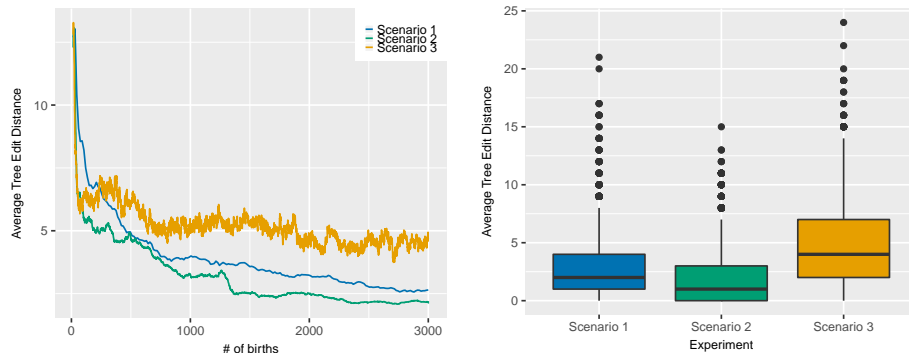 Scenario 1
Scenario 2
Scenario 3
Average Tree Edit Distance
10
5
0
1000
2000
3000
# of births
Average Tree Edit Distance
25
20
15
10
5
0
Scenario 1
Scenario 2
Scenario 3
Experiment